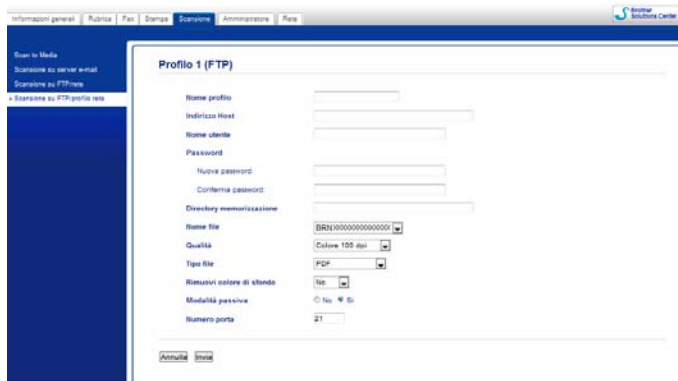 Informazioni generali Rubrica Fax Stampa Scansione Amministratore Rete
Brother Solutions Center
Scan to Media
Scansione su server e-mail
Scansione su FTP/rete
Scansione su FTP/profilo rete
Profilo 1 (FTP)
Nome profilo
Indirizzo Host
Nome utente
Password
Nuova password:
Conferma password:
Directory memorizzazione
Nome file
Qualità Colore 100 dpi
Tipo file PDF
Rimuovi colore di sfondo No
Modalità passiva No Sì
Numero porta 21
Annulla Invia